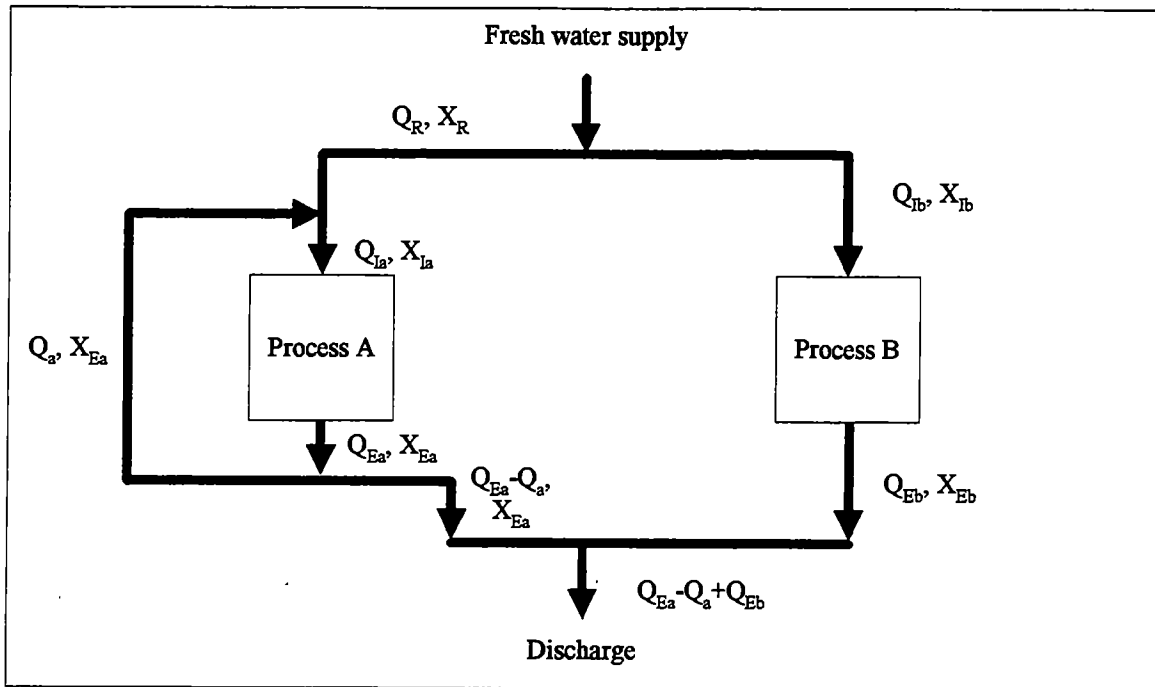 Fresh water supply
Q_R, X_R
Q_Ib, X_Ib
Q_Ia, X_Ia
Process A
Process B
Q_a, X_Ea
Q_Ea, X_Ea
Q_Ea-Q_a,
X_Ea
Q_Eb, X_Eb
Q_Ea-Q_a+Q_Eb
Discharge